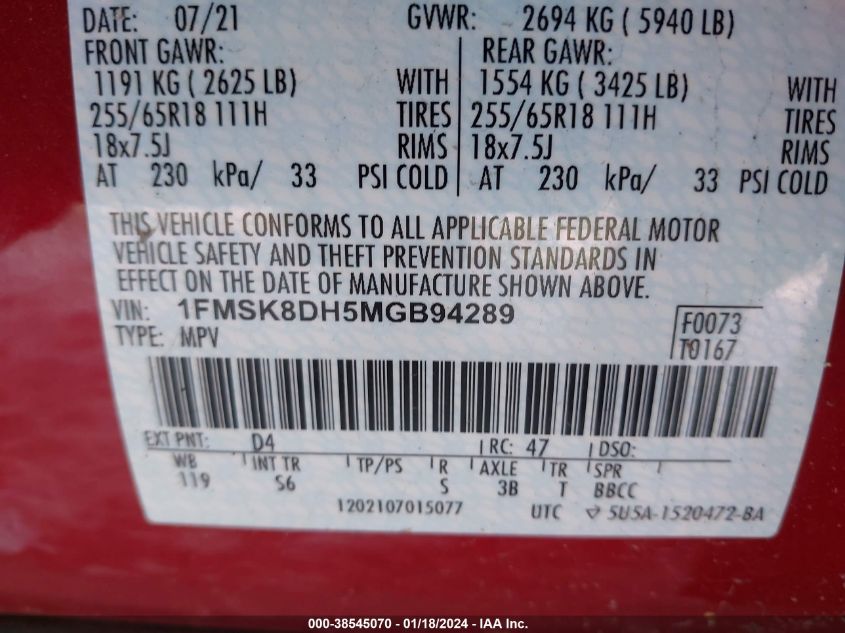 DATE: 07/21 GVWR: 2694 KG ( 5940 LB)
FRONT GAWR: REAR GAWR:
1191 KG ( 2625 LB) WITH 1554 KG ( 3425 LB) WITH
255/65R18 111H TIRES 255/65R18 111H TIRES
18x7.5J RIMS 18x7.5J RIMS
AT 230 kPa/ 33 PSI COLD AT 230 kPa/ 33 PSI COLD
THIS VEHICLE CONFORMS TO ALL APPLICABLE FEDERAL MOTOR
VEHICLE SAFETY AND THEFT PREVENTION STANDARDS IN
EFFECT ON THE DATE OF MANUFACTURE SHOWN ABOVE.
VIN: 1FMSK8DH5MGB94289 F0073
TYPE: MPV T0167
EXT PNT: D4 RC: 47 DSO:
WB INT TR TP/PS R AXLE TR SPR
119 S6 S 3B T BBCC
1202107015077 UTC 5U5A-1520472-BA
000-38545070 - 01/18/2024 - IAA Inc.